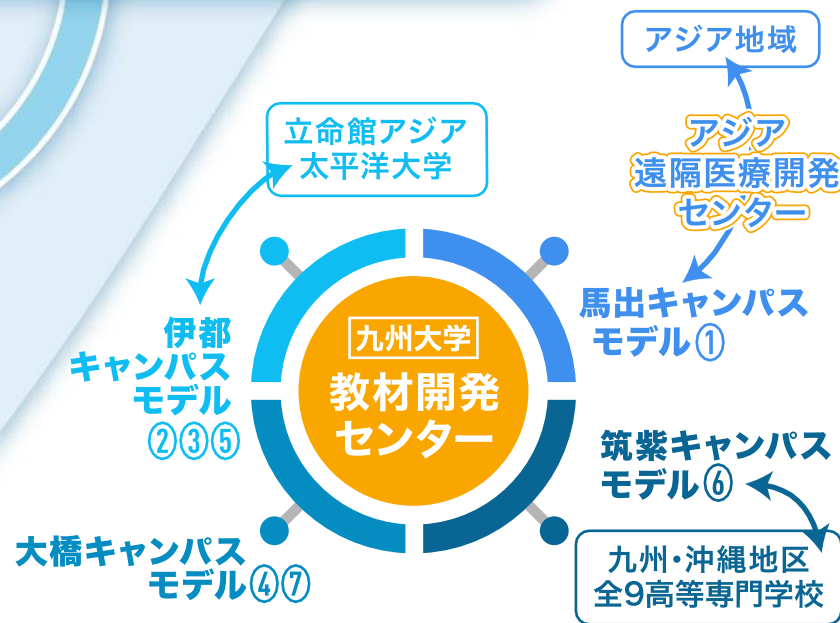 アジア地域
アジア
遠隔医療開発
センター
立命館アジア
太平洋大学
馬出キャンパス
モデル①
伊都
キャンパス
モデル
②③⑤
九州大学
教材開発
センター
筑紫キャンパス
モデル⑥
大橋キャンパス
モデル④⑦
九州・沖縄地区
全9高等専門学校